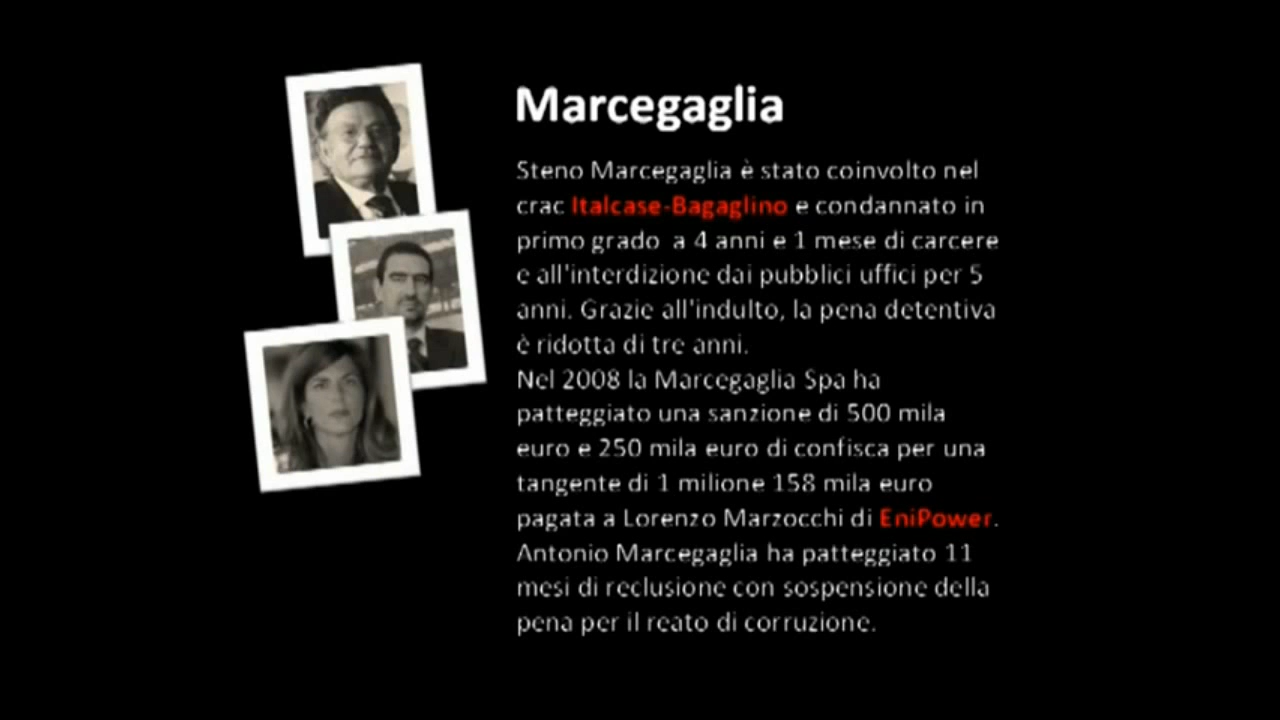 Marcegaglia
Steno Marcegaglia è stato coinvolto nel
crac Italcase-Bagaglino e condannato in
primo grado a 4 anni e 1 mese di carcere
e all'interdizione dai pubblici uffici per 5
anni. Grazie all'indulto, la pena detentiva
è ridotta di tre anni.
Nel 2008 la Marcegaglia Spa ha
patteggiato una sanzione di 500 mila
euro e 250 mila euro di confisca per una
tangente di 1 milione 158 mila euro
pagata a Lorenzo Marzocchi di EniPower.
Antonio Marcegaglia ha patteggiato 11
mesi di reclusione con sospensione della
pena per il reato di corruzione.